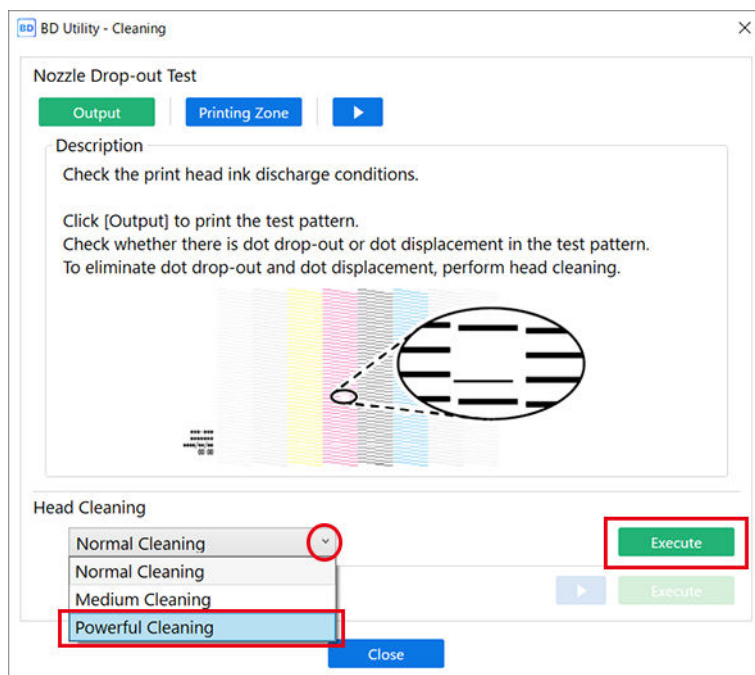 BD BD Utility - Cleaning
Nozzle Drop-out Test
Output Printing Zone
Description
Check the print head ink discharge conditions.
Click [Output] to print the test pattern.
Check whether there is dot drop-out or dot displacement in the test pattern.
To eliminate dot drop-out and dot displacement, perform head cleaning.
Head Cleaning
Normal Cleaning Execute
Normal Cleaning
Medium Cleaning Execute
Powerful Cleaning
Close